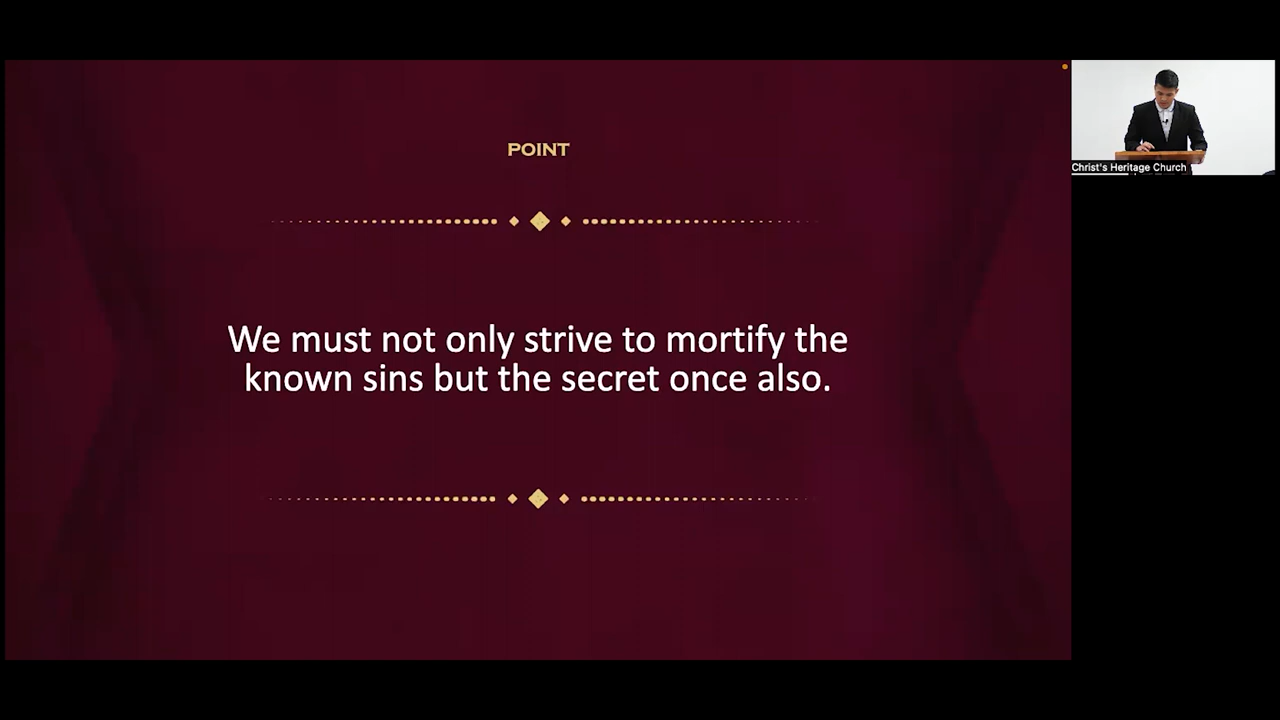 POINT
We must not only strive to mortify the
known sins but the secret once also.
Christ's Heritage Church